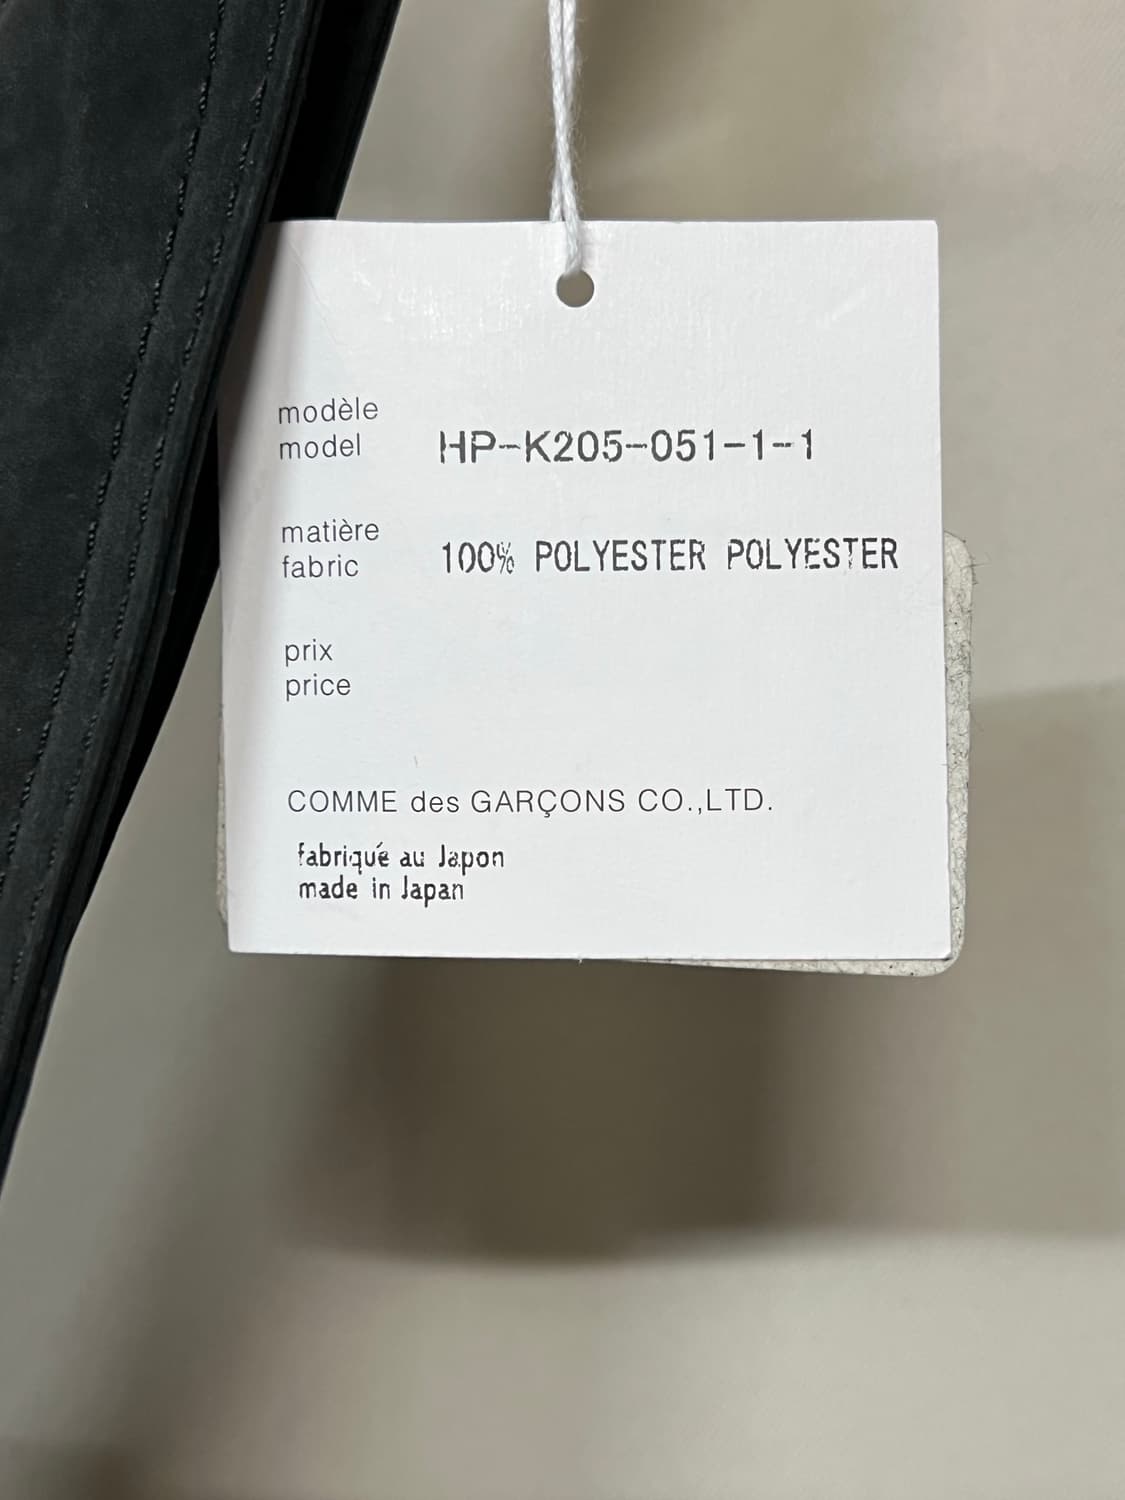 modèle
model HP-K205-051-1-1
matière
fabric 100% POLYESTER POLYESTER
prix
price
COMME des GARÇONS CO.,LTD.
fabriqué au Japon
made in Japan